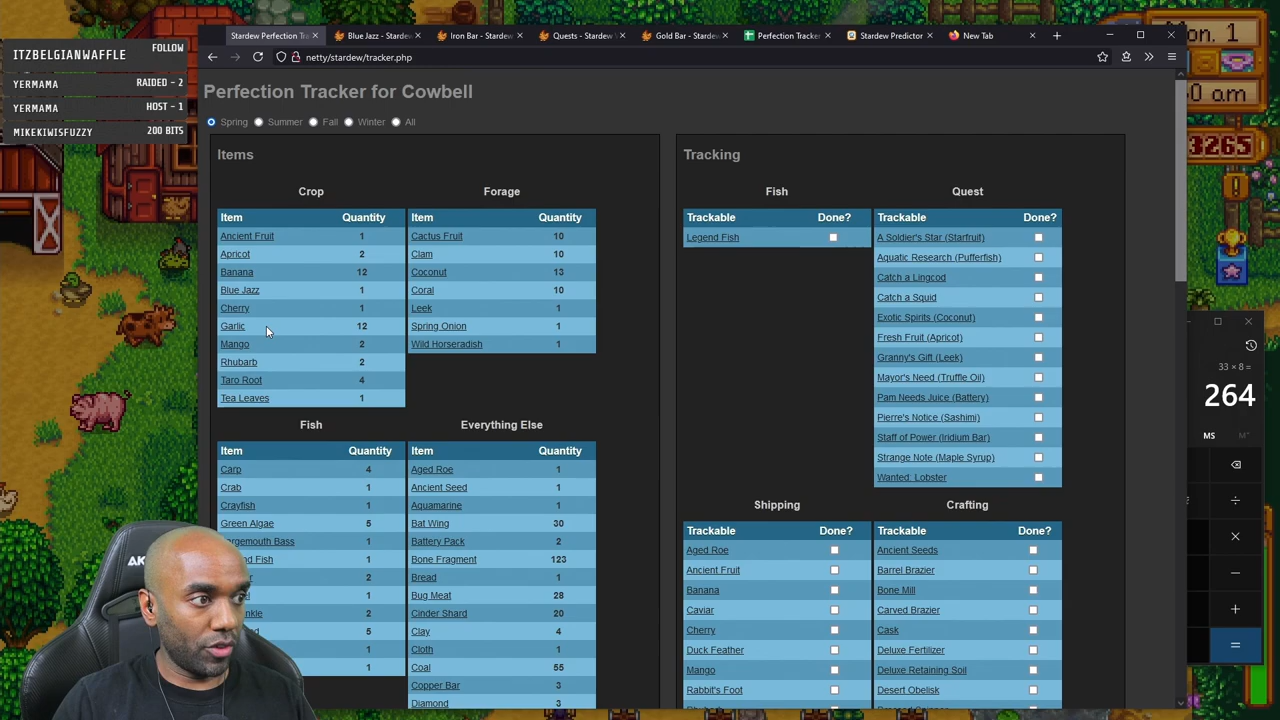 ITZBELGIANWAFFLE FOLLOW
YERMAMA RAIDED - 2
YERMAMA HOST - 1
MIKEKIWISFUZZY 200 BITS
Stardew Perfection Tra
Blue Jazz - Stardew
Iron Bar - Stardew
Quests - Stardew
Gold Bar - Stardew
Perfection Tracker
Stardew Predictor
New Tab
netty/stardew/tracker.php
Mon. 1
0 am
3265
Perfection Tracker for Cowbell
Spring Summer Fall Winter All
Items
Crop
Item Quantity
Ancient Fruit 1
Apricot 2
Banana 12
Blue Jazz 1
Cherry 1
Garlic 12
Mango 2
Rhubarb 2
Taro Root 4
Tea Leaves 1
Forage
Item Quantity
Cactus Fruit 10
Clam 10
Coconut 13
Coral 10
Leek 1
Spring Onion 1
Wild Horseradish 1
Fish
Item Quantity
Carp 4
Crab 1
Crayfish 1
Green Algae 5
argemouth Bass 1
nd Fish 1
2
1
nkle 2
5
1
Everything Else
Item Quantity
Aged Roe 1
Ancient Seed 1
Aquamarine 1
Bat Wing 30
Battery Pack 2
Bone Fragment 123
Bread 1
Bug Meat 28
Cinder Shard 20
Clay 4
Cloth 1
Coal 55
Copper Bar 3
Diamond 3
Tracking
Fish
Trackable Done?
Legend Fish
Quest
Trackable Done?
A Soldier's Star (Starfruit)
Aquatic Research (Pufferfish)
Catch a Lingcod
Catch a Squid
Exotic Spirits (Coconut)
Fresh Fruit (Apricot)
Granny's Gift (Leek)
Mayor's Need (Truffle Oil)
Pam Needs Juice (Battery)
Pierre's Notice (Sashimi)
Staff of Power (Iridium Bar)
Strange Note (Maple Syrup)
Wanted: Lobster
Shipping
Trackable Done?
Aged Roe
Ancient Fruit
Banana
Caviar
Cherry
Duck Feather
Mango
Rabbit's Foot
Crafting
Trackable Done?
Ancient Seeds
Barrel Brazier
Bone Mill
Carved Brazier
Cask
Deluxe Fertilizer
Deluxe Retaining Soil
Desert Obelisk
33 × 8 =
264
MS
AK